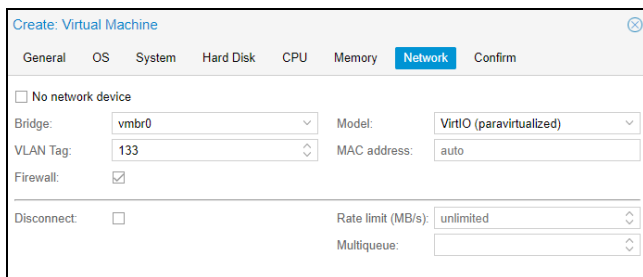 Create: Virtual Machine
General OS System Hard Disk CPU Memory Network Confirm
No network device
Bridge: vmbr0 Model: VirtIO (paravirtualized)
VLAN Tag: 133 MAC address: auto
Firewall:
Disconnect: Rate limit (MB/s): unlimited
Multiqueue: